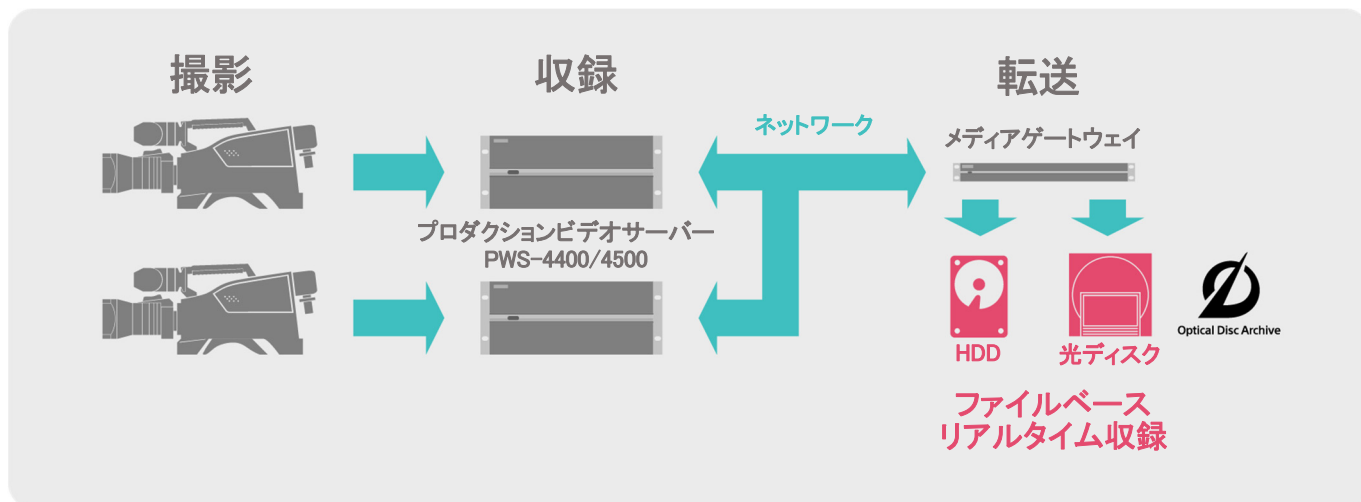 撮影
収録
転送
ネットワーク
メディアゲートウェイ
プロダクションビデオサーバー
PWS-4400/4500
HDD
光ディスク
Optical Disc Archive
ファイルベース
リアルタイム収録